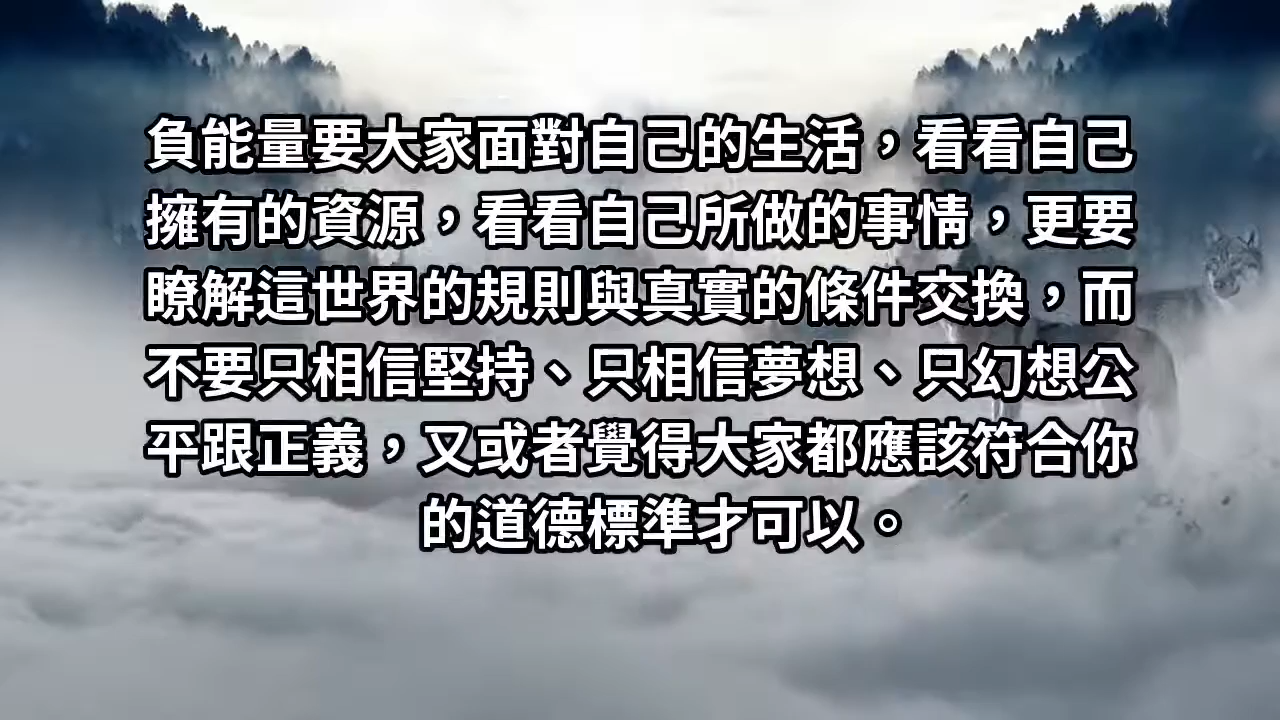 負能量要大家面對自己的生活，看看自己
擁有的資源，看看自己所做的事情，更要
瞭解這世界的規則與真實的條件交換，而
不要只相信堅持、只相信夢想、只幻想公
平跟正義，又或者覺得大家都應該符合你
的道德標準才可以。